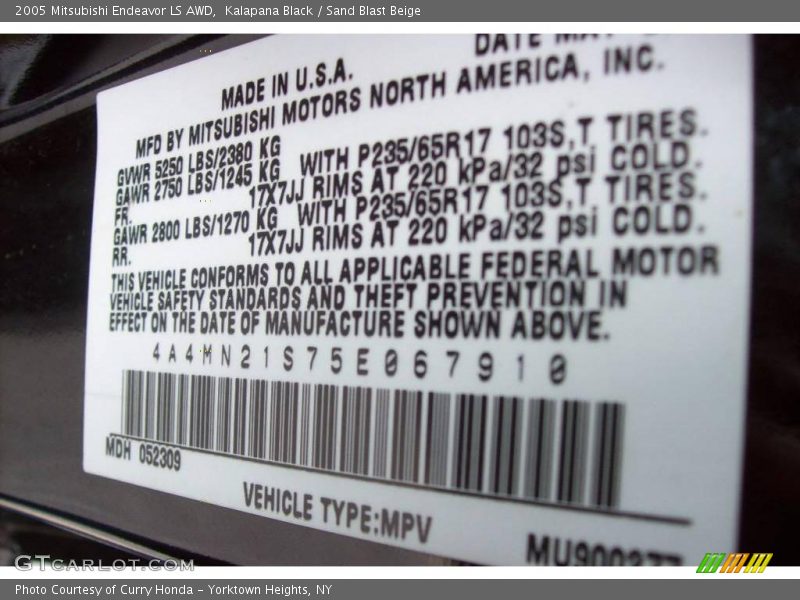 2005 Mitsubishi Endeavor LS AWD,  Kalapana Black / Sand Blast Beige
DATE
MADE IN U.S.A.
MFD BY MITSUBISHI MOTORS NORTH AMERICA, INC.
GVWR 5250 LBS/2380 KG
GAWR 2750 LBS/1245 KG WITH P235/65R17 103S,T TIRES.
FR. 17X7JJ RIMS AT 220 kPa/32 psi COLD.
GAWR 2800 LBS/1270 KG WITH P235/65R17 103S,T TIRES.
RR. 17X7JJ RIMS AT 220 kPa/32 psi COLD.
THIS VEHICLE CONFORMS TO ALL APPLICABLE FEDERAL MOTOR
VEHICLE SAFETY STANDARDS AND THEFT PREVENTION IN
EFFECT ON THE DATE OF MANUFACTURE SHOWN ABOVE.
4A4MN21S75E067910
MDH 052309
VEHICLE TYPE:MPV
GTcarlot.com
Photo Courtesy of Curry Honda - Yorktown Heights, NY